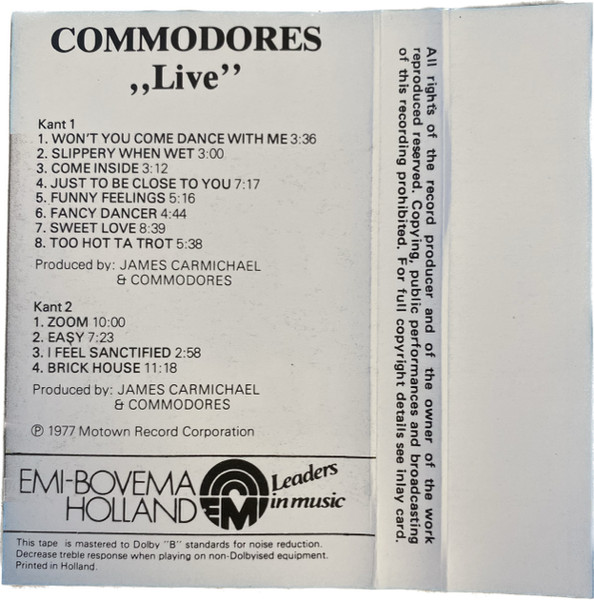 COMMODORES
,,Live”
Kant 1
1. WON'T YOU COME DANCE WITH ME 3:36
2. SLIPPERY WHEN WET 3:00
3. COME INSIDE 3:12
4. JUST TO BE CLOSE TO YOU 7:17
5. FUNNY FEELINGS 5:16
6. FANCY DANCER 4:44
7. SWEET LOVE 8:39
8. TOO HOT TA TROT 5:38
Produced by: JAMES CARMICHAEL
& COMMODORES
Kant 2
1. ZOOM 10:00
2. EASY 7:23
3. I FEEL SANCTIFIED 2:58
4. BRICK HOUSE 11:18
Produced by: JAMES CARMICHAEL
& COMMODORES
℗ 1977 Motown Record Corporation
EMI-BOVEMA
HOLLAND
EMI
Leaders
in music
This tape is mastered to Dolby "B" standards for noise reduction.
Decrease treble response when playing on non-Dolbyised equipment.
Printed in Holland.
All rights of the record producer and of the owner of the work
reproduced reserved. Copying, public performances and broadcasting
of this recording prohibited. For full copyright details see inlay card.